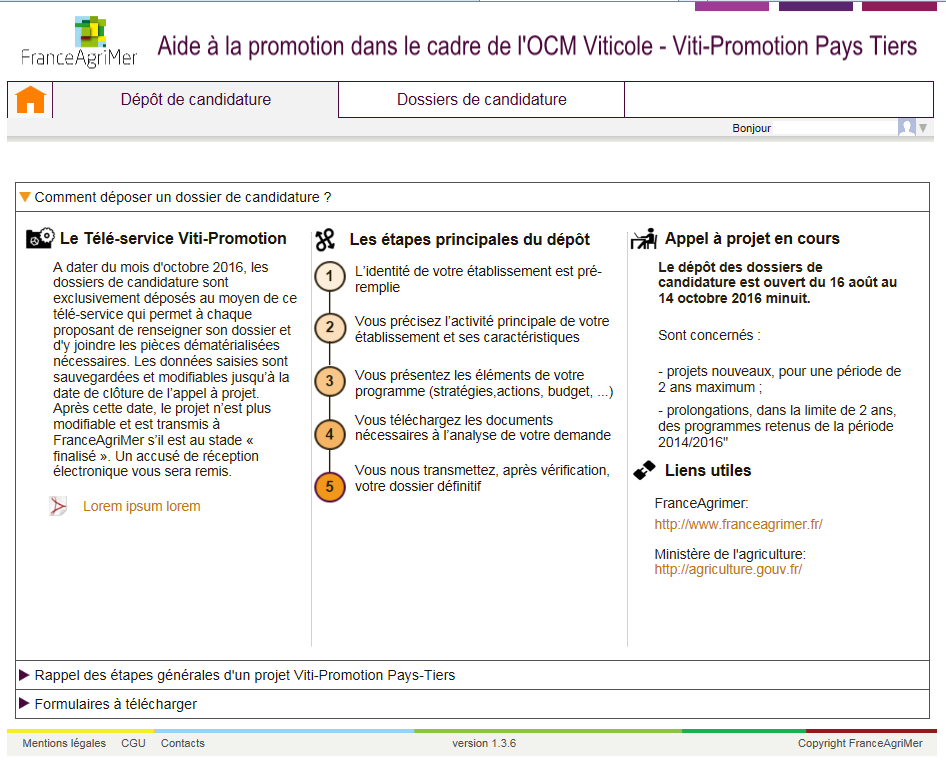 FranceAgriMer
Aide à la promotion dans le cadre de l'OCM Viticole - Viti-Promotion Pays Tiers
Dépôt de candidature
Dossiers de candidature
Bonjour
Comment déposer un dossier de candidature ?
Le Télé-service Viti-Promotion
A dater du mois d'octobre 2016, les
dossiers de candidature sont
exclusivement déposés au moyen de ce
télé-service qui permet à chaque
proposant de renseigner son dossier et
d'y joindre les pièces dématérialisées
nécessaires. Les données saisies sont
sauvegardées et modifiables jusqu'à la
date de clôture de l'appel à projet.
Après cette date, le projet n'est plus
modifiable et est transmis à
FranceAgriMer s'il est au stade «
finalisé ». Un accusé de réception
électronique vous sera remis.
Lorem ipsum lorem
Les étapes principales du dépôt
1
L'identité de votre établissement est pré-
remplie
2
Vous précisez l'activité principale de votre
établissement et ses caractéristiques
3
Vous présentez les éléments de votre
programme (stratégies,actions, budget, ...)
4
Vous téléchargez les documents
nécessaires à l'analyse de votre demande
5
Vous nous transmettez, après vérification,
votre dossier définitif
Appel à projet en cours
Le dépôt des dossiers de
candidature est ouvert du 16 août au
14 octobre 2016 minuit.
Sont concernés :
- projets nouveaux, pour une période de
2 ans maximum ;
- prolongations, dans la limite de 2 ans,
des programmes retenus de la période
2014/2016"
Liens utiles
FranceAgrimer:
http://www.franceagrimer.fr/
Ministère de l'agriculture:
http://agriculture.gouv.fr/
Rappel des étapes générales d'un projet Viti-Promotion Pays-Tiers
Formulaires à télécharger
Mentions légales CGU Contacts
version 1.3.6
Copyright FranceAgriMer